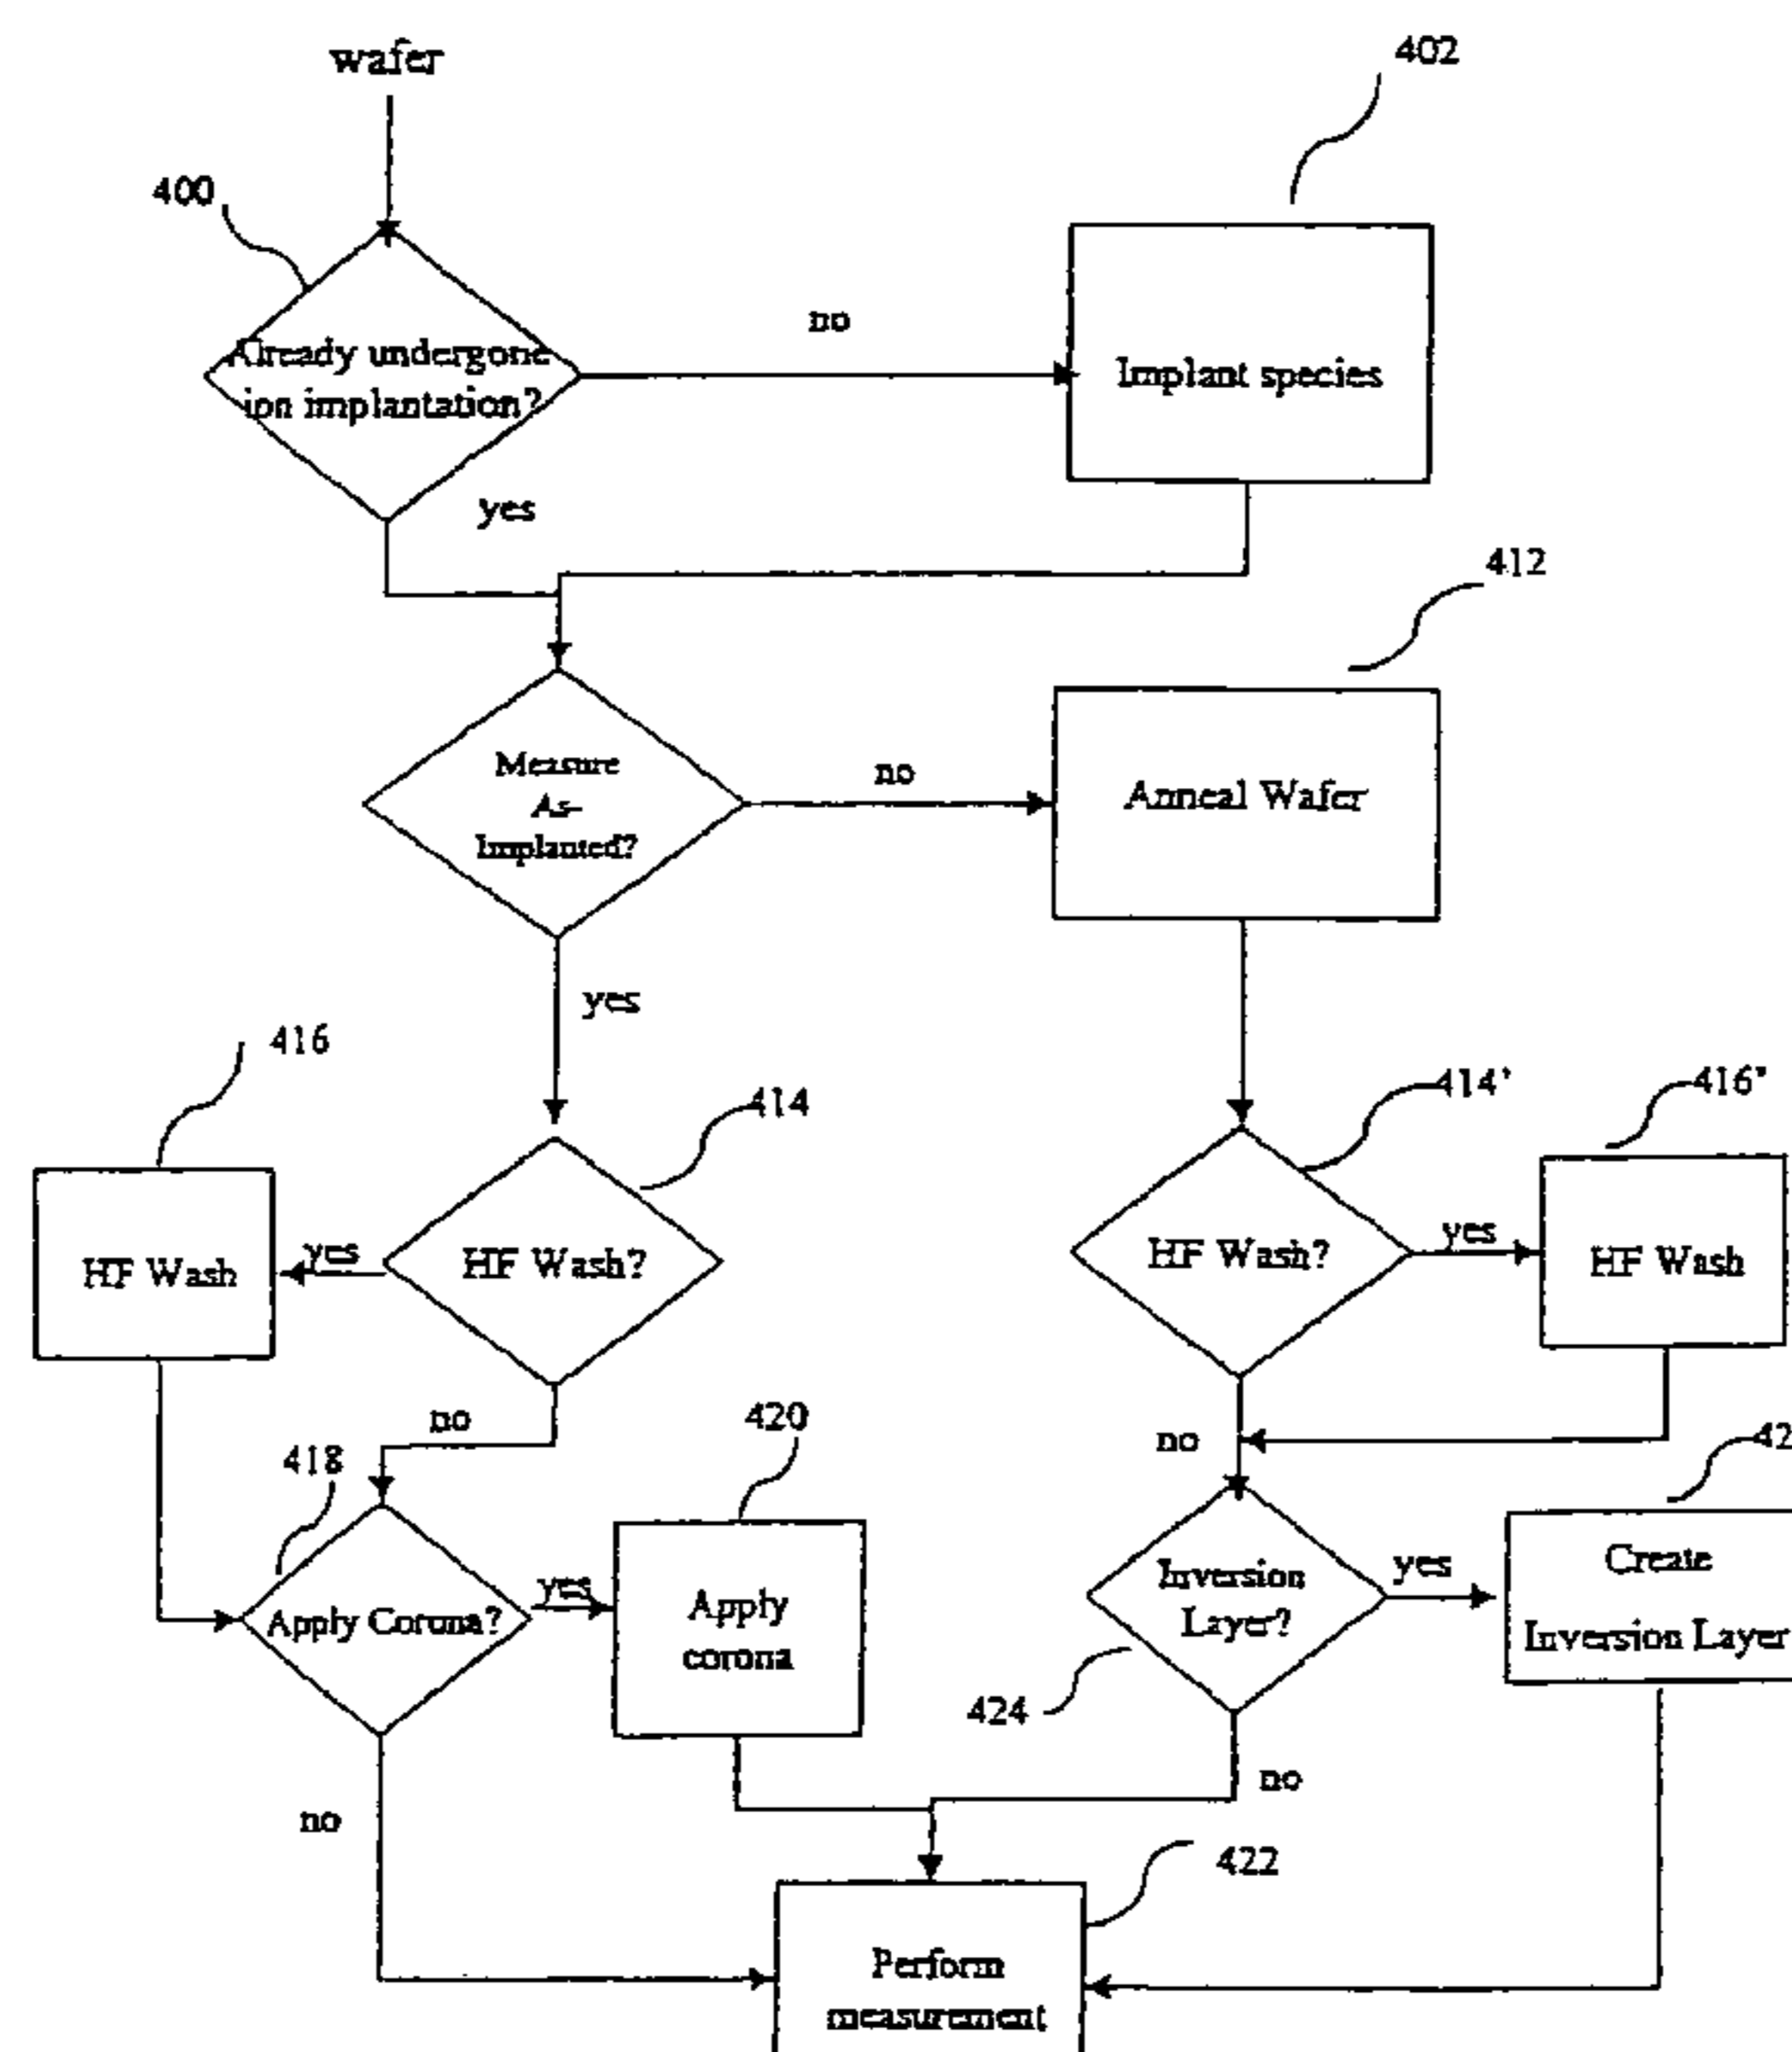 wafer
402
400
Already undergone
ion implantation?
no
Implant species
yes
412
Measure
As-
Implanted?
no
Anneal Wafer
yes
416
414
414'
416'
HF Wash
yes
HF Wash?
HF Wash?
yes
HF Wash
no
418
420
no
Apply Corona?
yes
Apply
corona
Inversion
Layer?
yes
Create
Inversion Layer
424
no
no
422
Perform
measurement